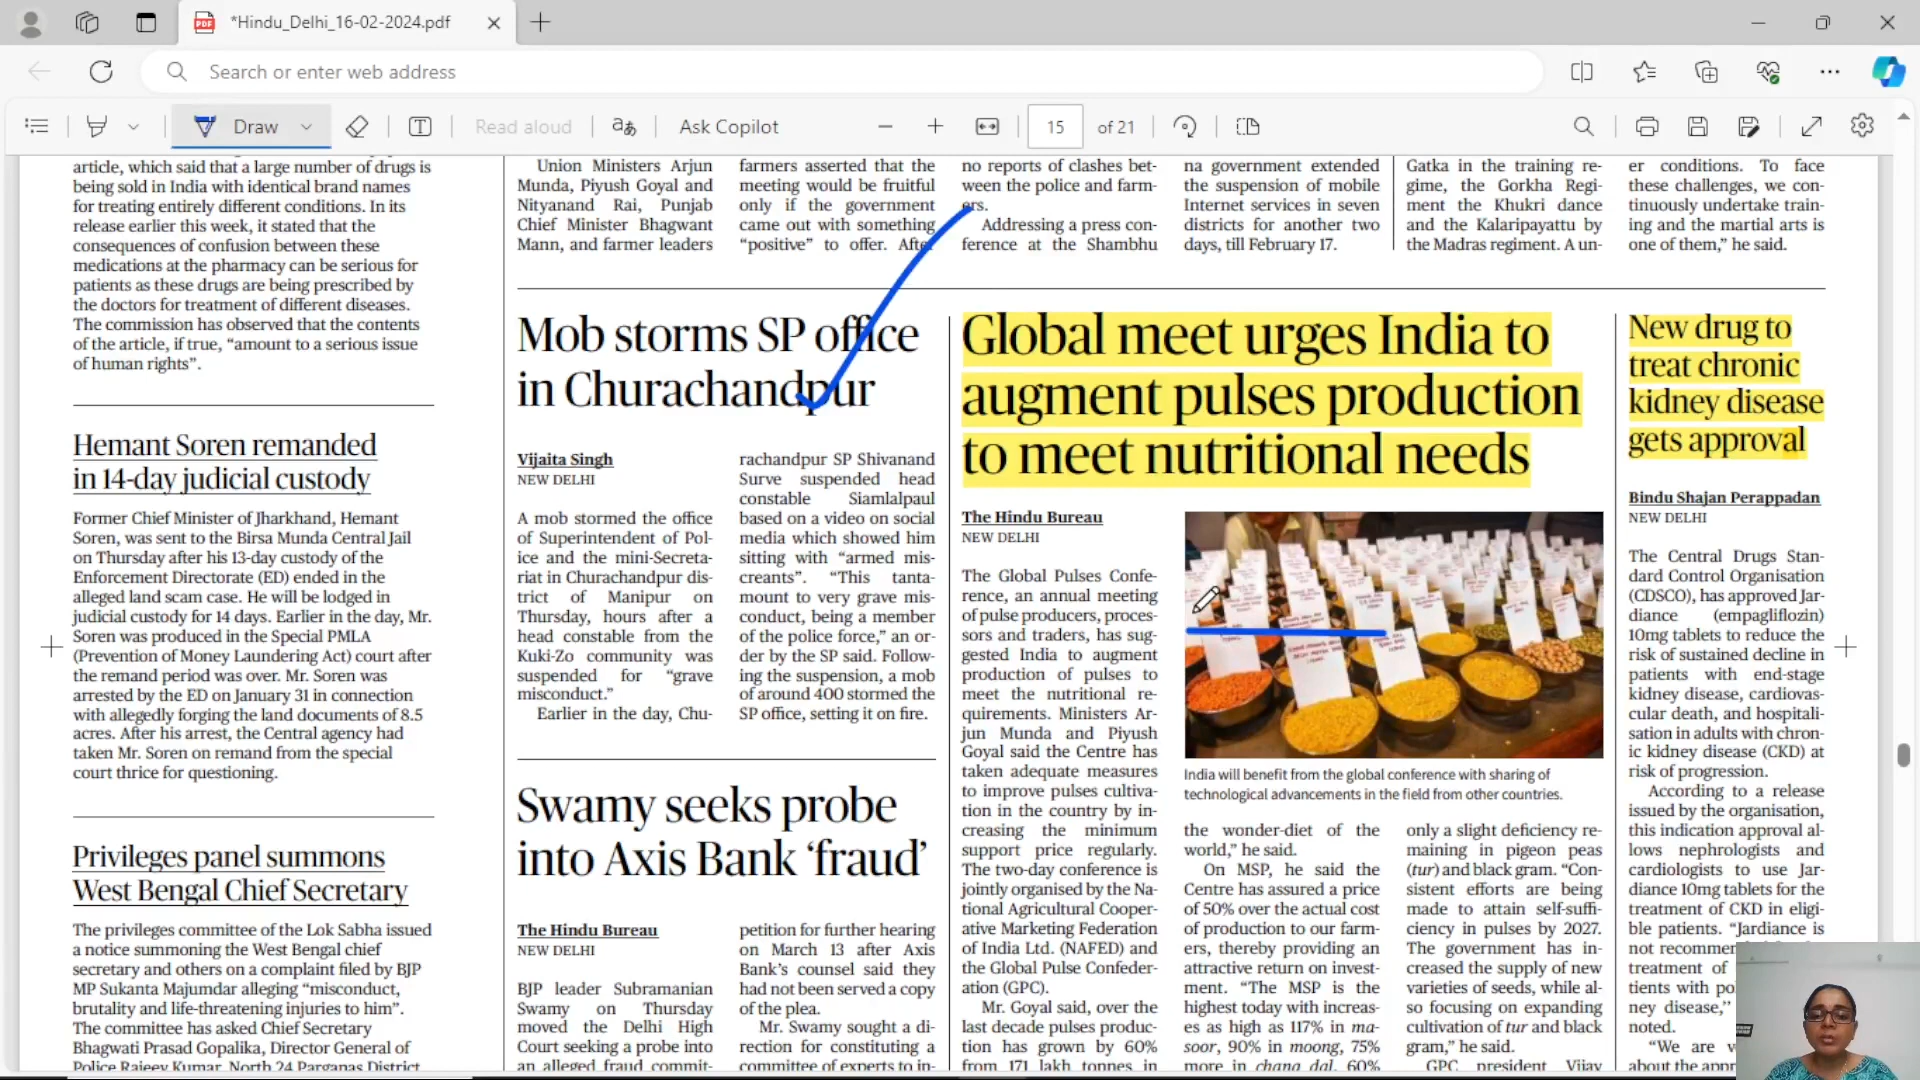 *Hindu_Delhi_16-02-2024.pdf
Search or enter web address
Draw
Read aloud
Ask Copilot
15
of 21
article, which said that a large number of drugs is
being sold in India with identical brand names
for treating entirely different conditions. In its
release earlier this week, it stated that the
consequences of confusion between these
medications at the pharmacy can be serious for
patients as these drugs are being prescribed by
the doctors for treatment of different diseases.
The commission has observed that the contents
of the article, if true, “amount to a serious issue
of human rights”.
Hemant Soren remanded
in 14-day judicial custody
Former Chief Minister of Jharkhand, Hemant
Soren, was sent to the Birsa Munda Central Jail
on Thursday after his 13-day custody of the
Enforcement Directorate (ED) ended in the
alleged land scam case. He will be lodged in
judicial custody for 14 days. Earlier in the day, Mr.
Soren was produced in the Special PMLA
(Prevention of Money Laundering Act) court after
the remand period was over. Mr. Soren was
arrested by the ED on January 31 in connection
with allegedly forging the land documents of 8.5
acres. After his arrest, the Central agency had
taken Mr. Soren on remand from the special
court thrice for questioning.
Privileges panel summons
West Bengal Chief Secretary
The privileges committee of the Lok Sabha issued
a notice summoning the West Bengal chief
secretary and others on a complaint filed by BJP
MP Sukanta Majumdar alleging “misconduct,
brutality and life-threatening injuries to him”.
The committee has asked Chief Secretary
Bhagwati Prasad Gopalika, Director General of
Police Rajeev Kumar, North 24 Parganas District
Union Ministers Arjun
Munda, Piyush Goyal and
Nityanand Rai, Punjab
Chief Minister Bhagwant
Mann, and farmer leaders
farmers asserted that the
meeting would be fruitful
only if the government
came out with something
“positive” to offer. After
no reports of clashes bet-
ween the police and farm-
ers.
Addressing a press con-
ference at the Shambhu
na government extended
the suspension of mobile
Internet services in seven
districts for another two
days, till February 17.
Gatka in the training re-
gime, the Gorkha Regi-
ment the Khukri dance
and the Kalaripayattu by
the Madras regiment. A un-
er conditions. To face
these challenges, we con-
tinuously undertake train-
ing and the martial arts is
one of them,” he said.
Mob storms SP office
in Churachandpur
Vijaita Singh
NEW DELHI
A mob stormed the office
of Superintendent of Pol-
ice and the mini-Secreta-
riat in Churachandpur dis-
trict of Manipur on
Thursday, hours after a
head constable from the
Kuki-Zo community was
suspended for “grave
misconduct.”
Earlier in the day, Chu-
rachandpur SP Shivanand
Surve suspended head
constable Siamlalpaul
based on a video on social
media which showed him
sitting with “armed mis-
creants”. “This tanta-
mount to very grave mis-
conduct, being a member
of the police force,” an or-
der by the SP said. Follow-
ing the suspension, a mob
of around 400 stormed the
SP office, setting it on fire.
Swamy seeks probe
into Axis Bank ‘fraud’
The Hindu Bureau
NEW DELHI
BJP leader Subramanian
Swamy on Thursday
moved the Delhi High
Court seeking a probe into
an alleged fraud commit-
petition for further hearing
on March 13 after Axis
Bank’s counsel said they
had not been served a copy
of the plea.
Mr. Swamy sought a di-
rection for constituting a
committee of experts to in-
Global meet urges India to
augment pulses production
to meet nutritional needs
The Hindu Bureau
NEW DELHI
The Global Pulses Confe-
rence, an annual meeting
of pulse producers, proces-
sors and traders, has sug-
gested India to augment
production of pulses to
meet the nutritional re-
quirements. Ministers Ar-
jun Munda and Piyush
Goyal said the Centre has
taken adequate measures
to improve pulses cultiva-
tion in the country by in-
creasing the minimum
support price regularly.
The two-day conference is
jointly organised by the Na-
tional Agricultural Cooper-
ative Marketing Federation
of India Ltd. (NAFED) and
the Global Pulse Confeder-
ation (GPC).
Mr. Goyal said, over the
last decade pulses produc-
tion has grown by 60%
from 171 lakh tonnes in
India will benefit from the global conference with sharing of
technological advancements in the field from other countries.
the wonder-diet of the
world,” he said.
On MSP, he said the
Centre has assured a price
of 50% over the actual cost
of production to our farm-
ers, thereby providing an
attractive return on invest-
ment. “The MSP is the
highest today with increas-
es as high as 117% in ma-
soor, 90% in moong, 75%
more in chana dal, 60%
only a slight deficiency re-
maining in pigeon peas
(tur) and black gram. “Con-
sistent efforts are being
made to attain self-suffi-
ciency in pulses by 2027.
The government has in-
creased the supply of new
varieties of seeds, while al-
so focusing on expanding
cultivation of tur and black
gram,” he said.
GPC president Vijay
New drug to
treat chronic
kidney disease
gets approval
Bindu Shajan Perappadan
NEW DELHI
The Central Drugs Stan-
dard Control Organisation
(CDSCO), has approved Jar-
diance (empagliflozin)
10mg tablets to reduce the
risk of sustained decline in
patients with end-stage
kidney disease, cardiovas-
cular death, and hospitali-
sation in adults with chron-
ic kidney disease (CKD) at
risk of progression.
According to a release
issued by the organisation,
this indication approval al-
lows nephrologists and
cardiologists to use Jar-
diance 10mg tablets for the
treatment of CKD in eligi-
ble patients. “Jardiance is
not recommen
treatment of
tients with po
ney disease,”
noted.
“We are v
about the appr